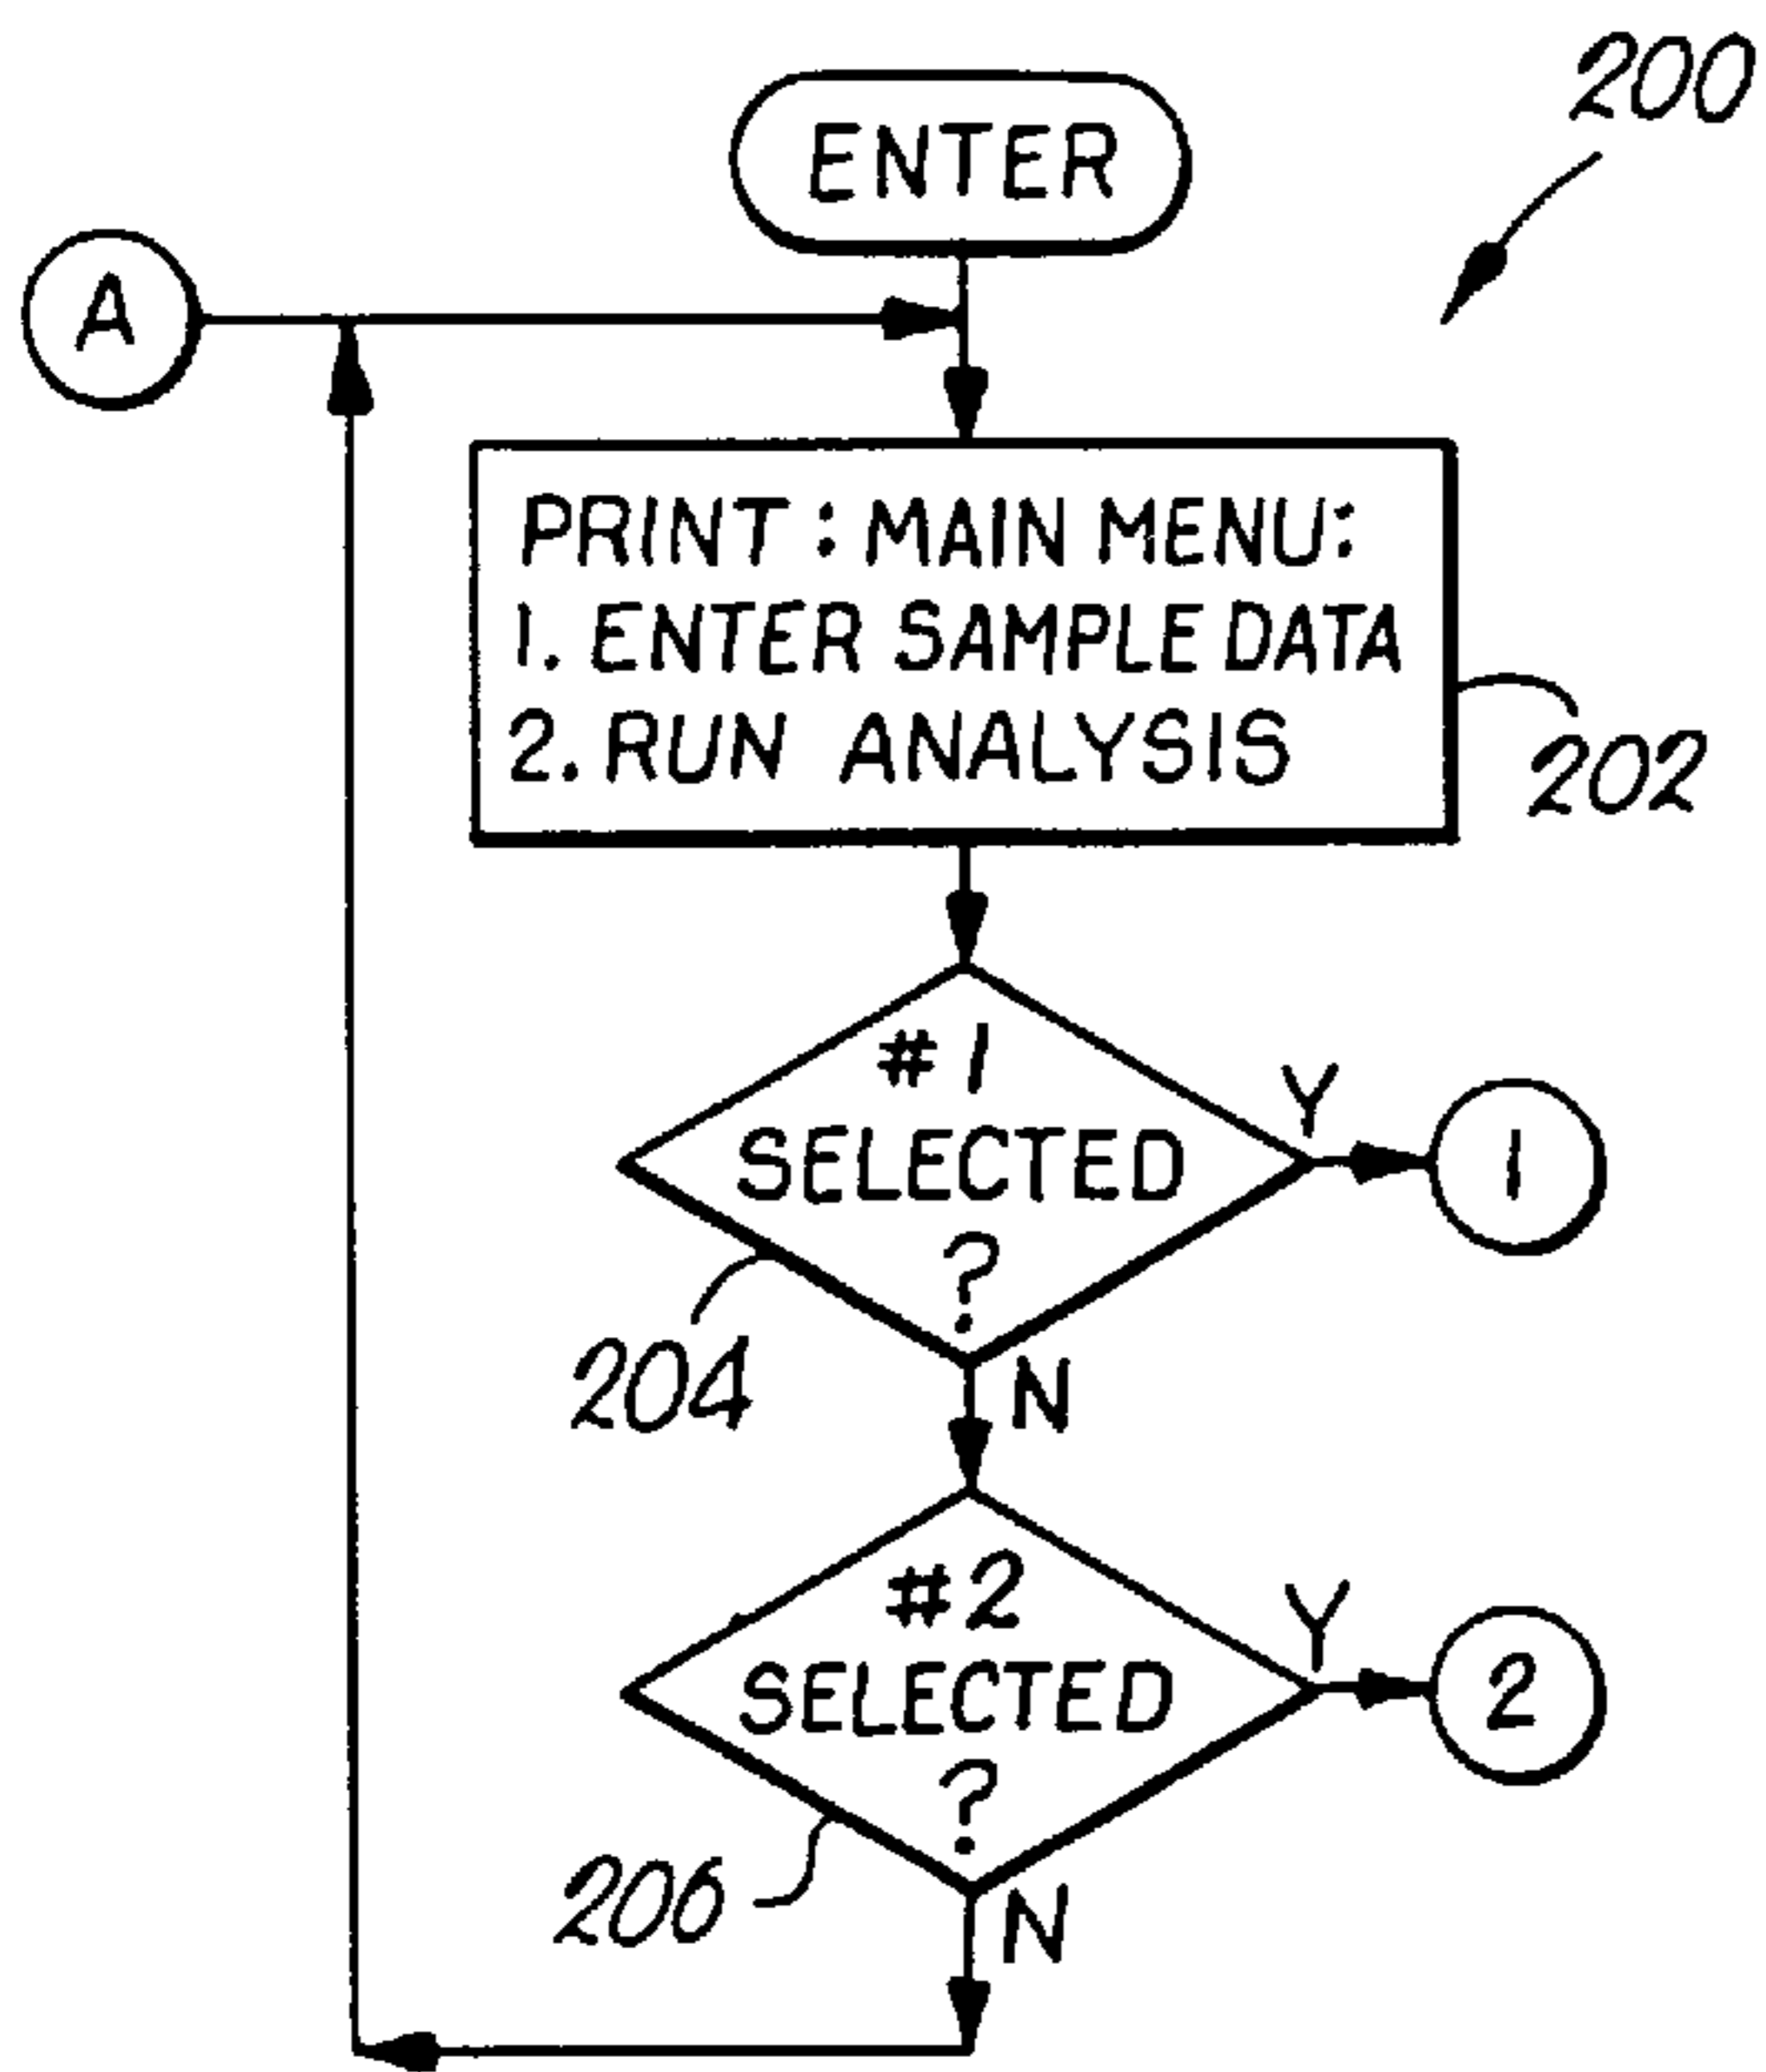 200
ENTER
A
PRINT : MAIN MENU:
1. ENTER SAMPLE DATA
2. RUN ANALYSIS
202
#1
SELECTED
?
Y
1
204
N
#2
SELECTED
?
Y
2
206
N